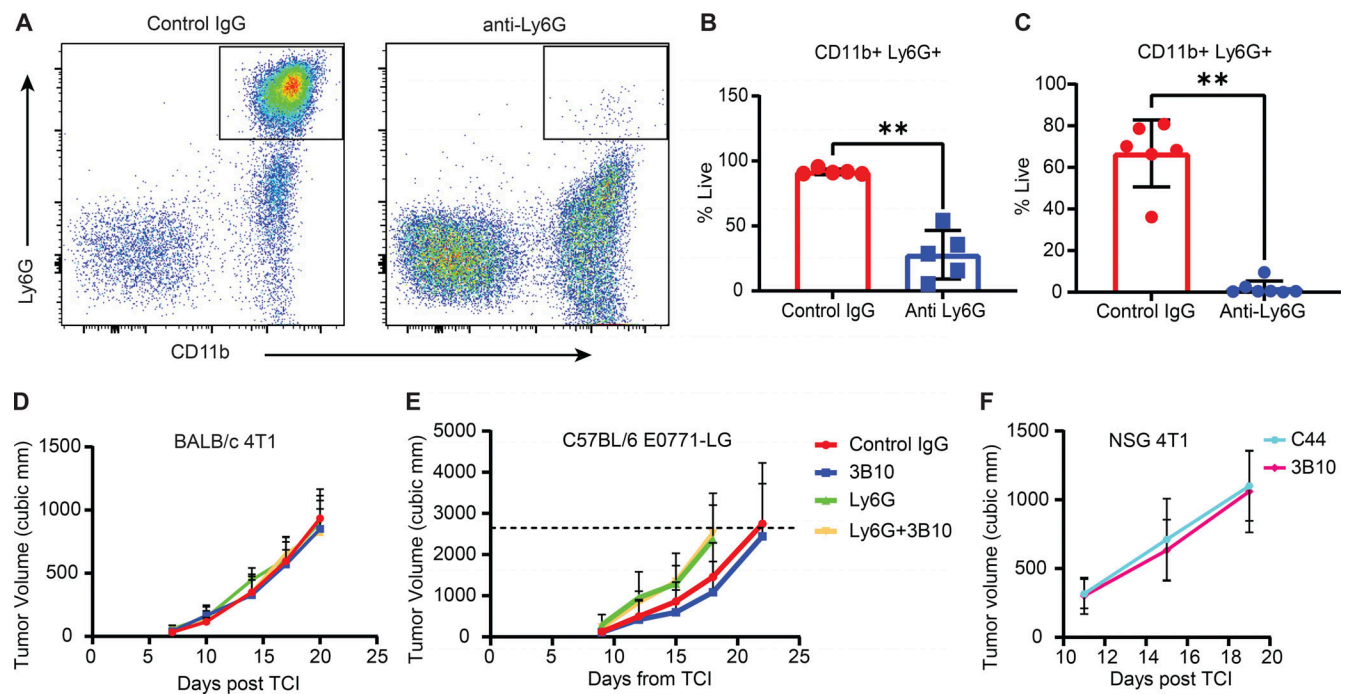 A
Control IgG
anti-Ly6G
Ly6G
CD11b
B
CD11b+ Ly6G+
**
% Live
150
100
50
0
Control IgG
Anti Ly6G
C
CD11b+ Ly6G+
**
% Live
100
80
60
40
20
0
Control IgG
Anti-Ly6G
D
BALB/c 4T1
Tumor Volume (cubic mm)
1500
1000
500
0
0 5 10 15 20 25
Days post TCI
E
C57BL/6 E0771-LG
Tumor Volume (cubic mm)
5000
4000
3000
2000
1000
0
0 5 10 15 20 25
Days from TCI
Control IgG
3B10
Ly6G
Ly6G+3B10
F
NSG 4T1
Tumor volume (cubic mm)
1500
1000
500
0
10 12 14 16 18 20
Days post TCI
C44
3B10